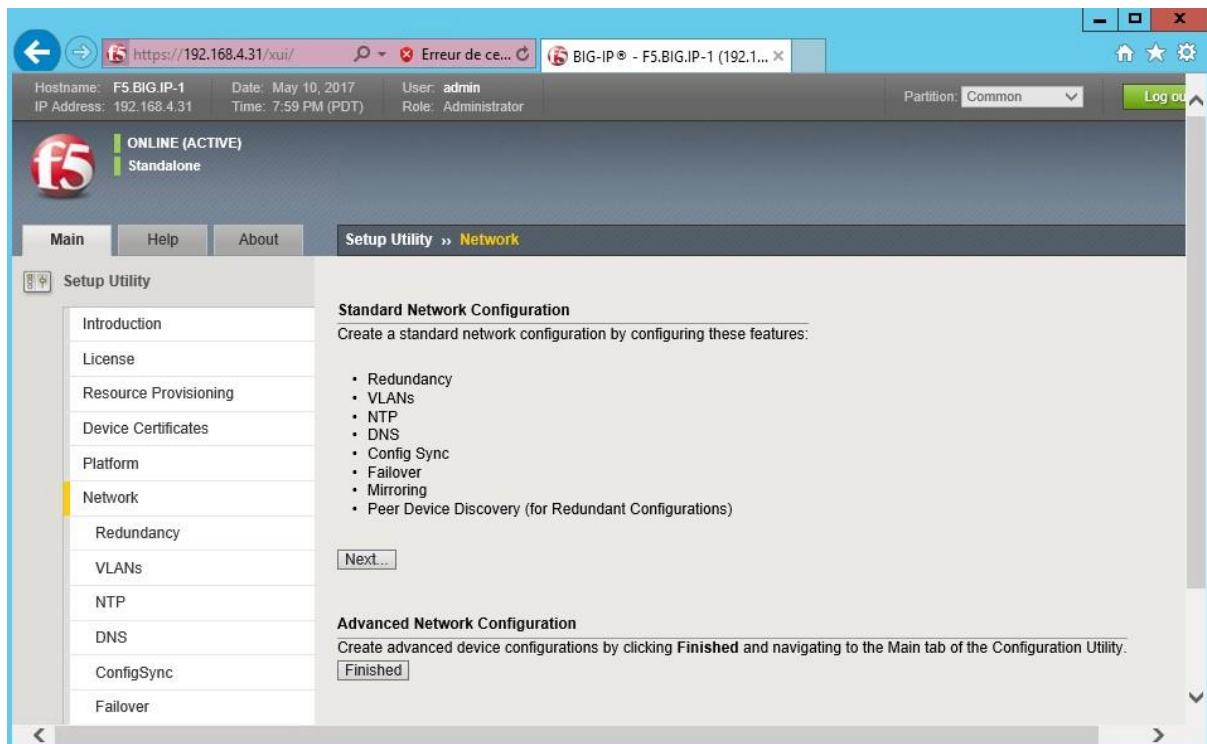 https://192.168.4.31/xui/
Erreur de ce...
BIG-IP® - F5.BIG.IP-1 (192.1...
Hostname: F5.BIG.IP-1 Date: May 10, 2017 User: admin
IP Address: 192.168.4.31 Time: 7:59 PM (PDT) Role: Administrator
Partition: Common
Log ou
f5
ONLINE (ACTIVE)
Standalone
Main Help About
Setup Utility ›› Network
Setup Utility
Introduction
License
Resource Provisioning
Device Certificates
Platform
Network
Redundancy
VLANs
NTP
DNS
ConfigSync
Failover
Standard Network Configuration
Create a standard network configuration by configuring these features:
• Redundancy
• VLANs
• NTP
• DNS
• Config Sync
• Failover
• Mirroring
• Peer Device Discovery (for Redundant Configurations)
Next...
Advanced Network Configuration
Create advanced device configurations by clicking Finished and navigating to the Main tab of the Configuration Utility.
Finished